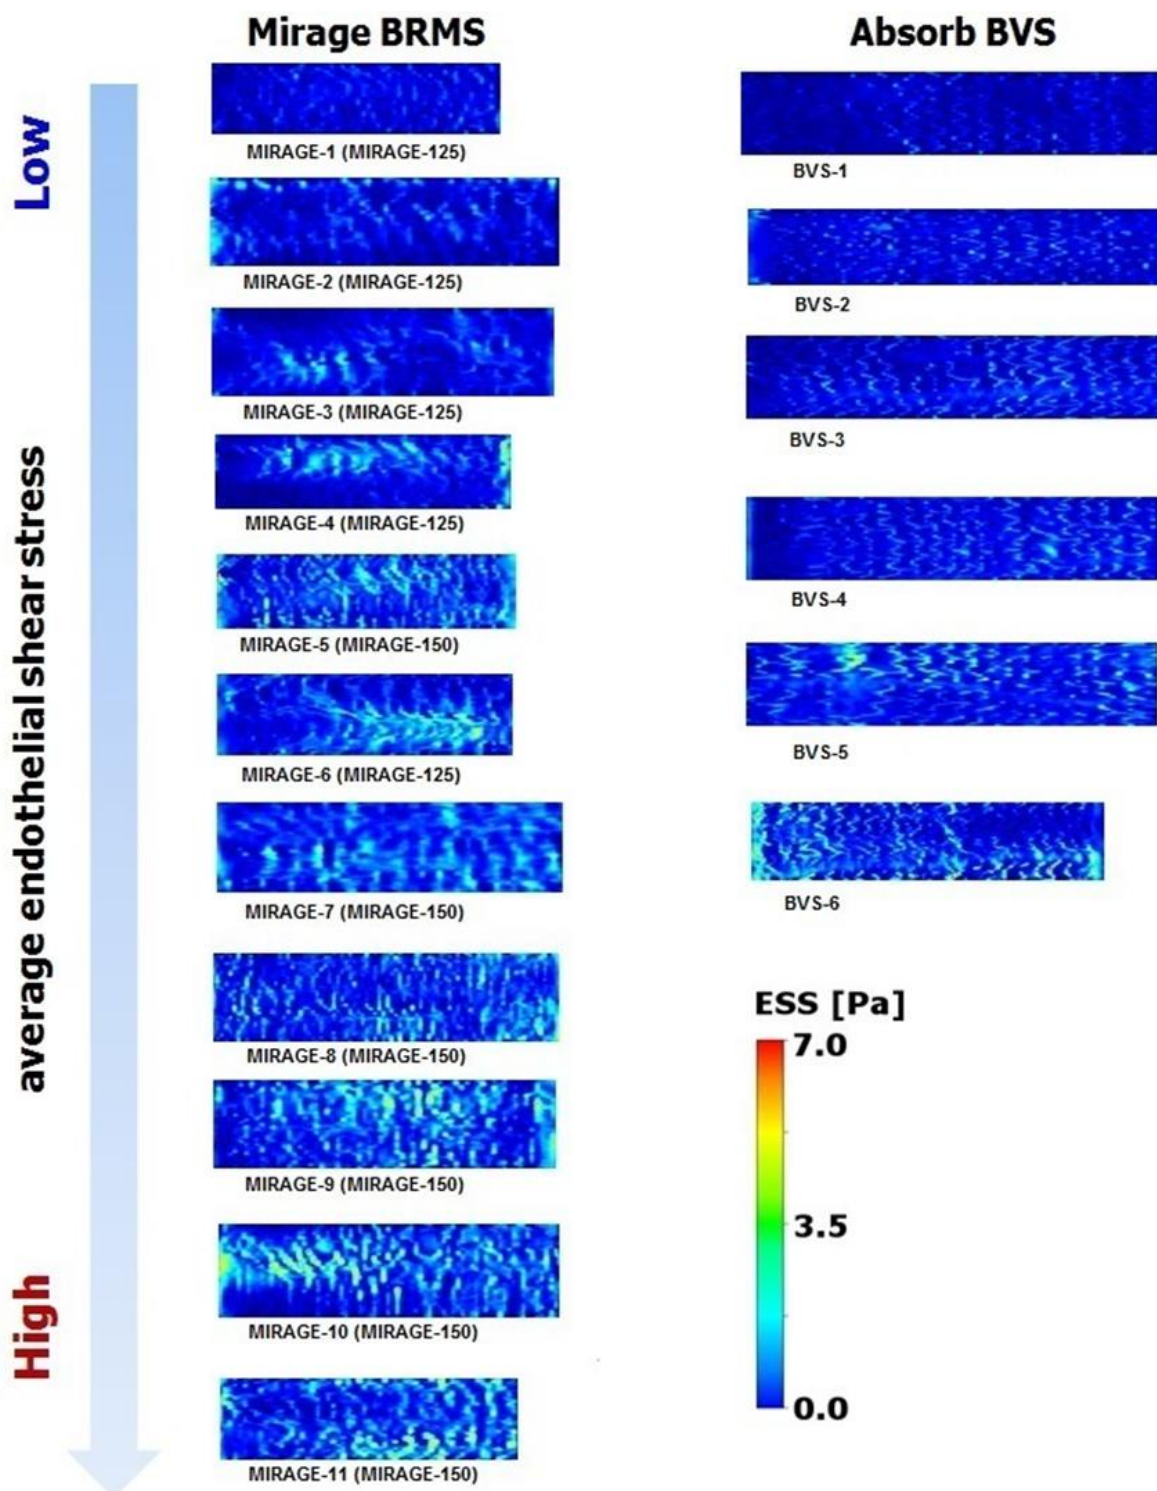 Mirage BRMS
Absorb BVS
Low
average endothelial shear stress
High
MIRAGE-1 (MIRAGE-125)
MIRAGE-2 (MIRAGE-125)
MIRAGE-3 (MIRAGE-125)
MIRAGE-4 (MIRAGE-125)
MIRAGE-5 (MIRAGE-150)
MIRAGE-6 (MIRAGE-125)
MIRAGE-7 (MIRAGE-150)
MIRAGE-8 (MIRAGE-150)
MIRAGE-9 (MIRAGE-150)
MIRAGE-10 (MIRAGE-150)
MIRAGE-11 (MIRAGE-150)
BVS-1
BVS-2
BVS-3
BVS-4
BVS-5
BVS-6
ESS [Pa]
7.0
3.5
0.0